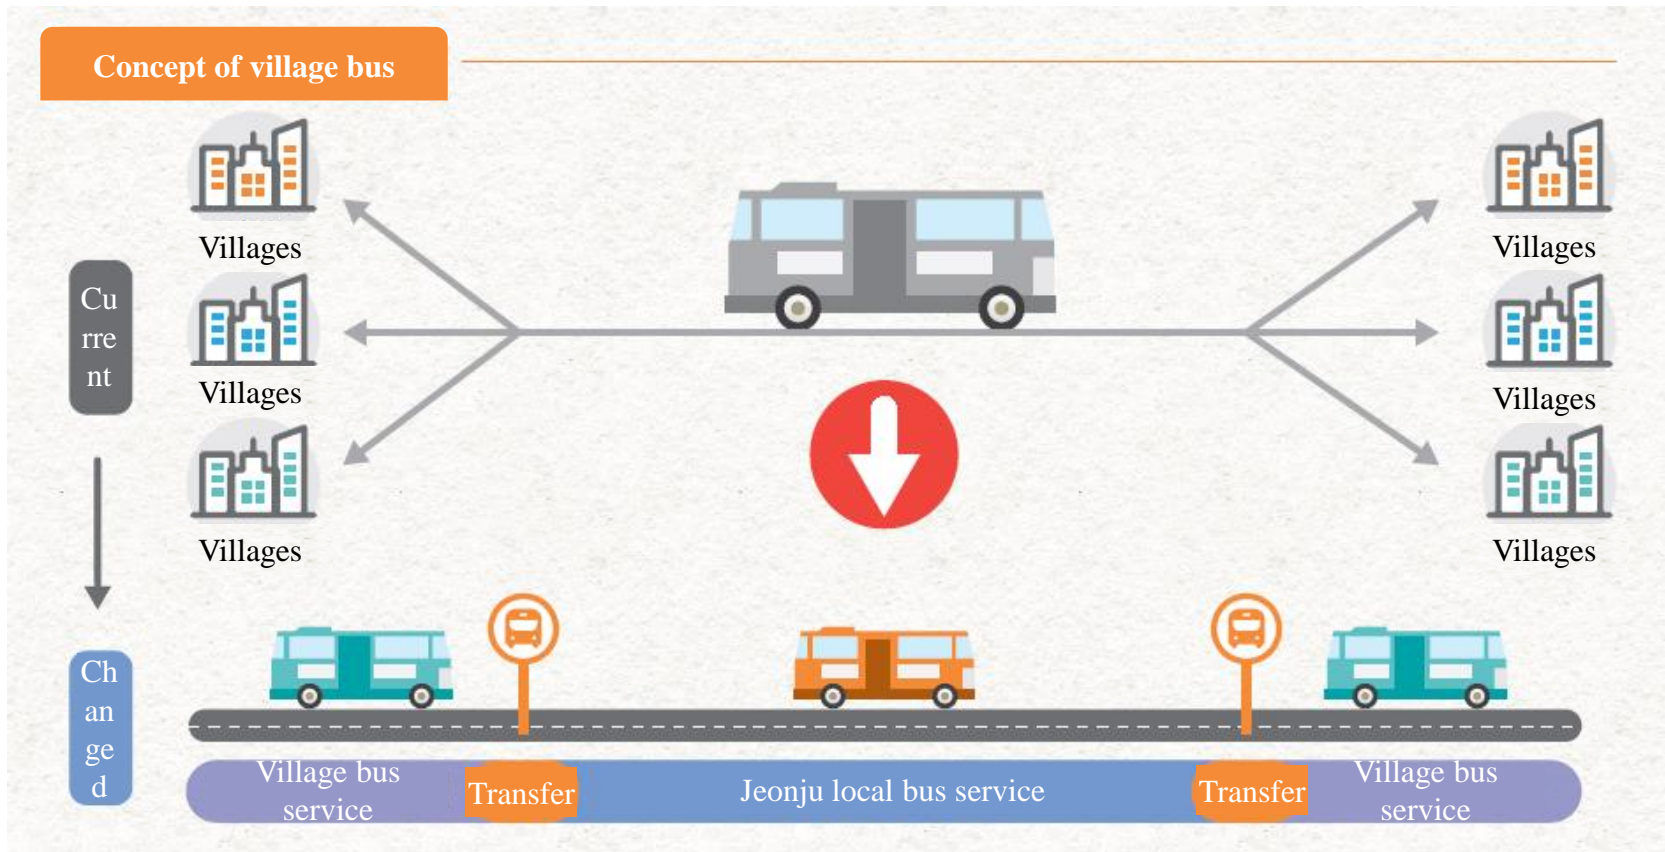 Concept of village bus
Villages
Villages
Cu
rre
nt
Villages
Villages
Villages
Villages
Ch
an
ge
d
Village bus
service
Transfer
Jeonju local bus service
Transfer
Village bus
service